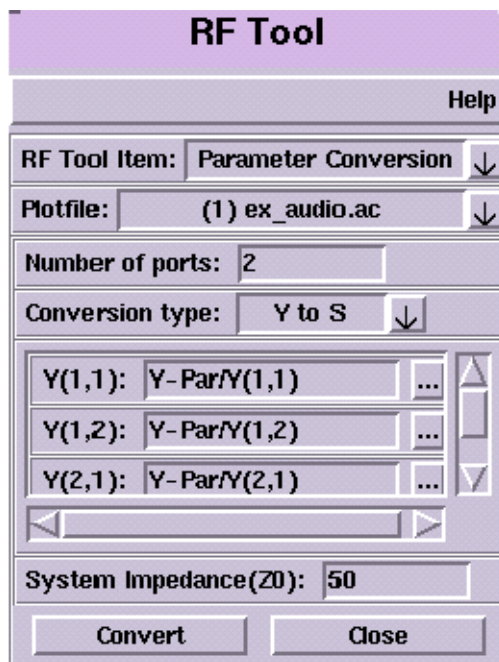 RF Tool
Help
RF Tool Item: Parameter Conversion
Plotfile: (1) ex_audio.ac
Number of ports: 2
Conversion type: Y to S
Y(1,1): Y-Par/Y(1,1) ...
Y(1,2): Y-Par/Y(1,2) ...
Y(2,1): Y-Par/Y(2,1) ...
System Impedance(Z0): 50
Convert Close